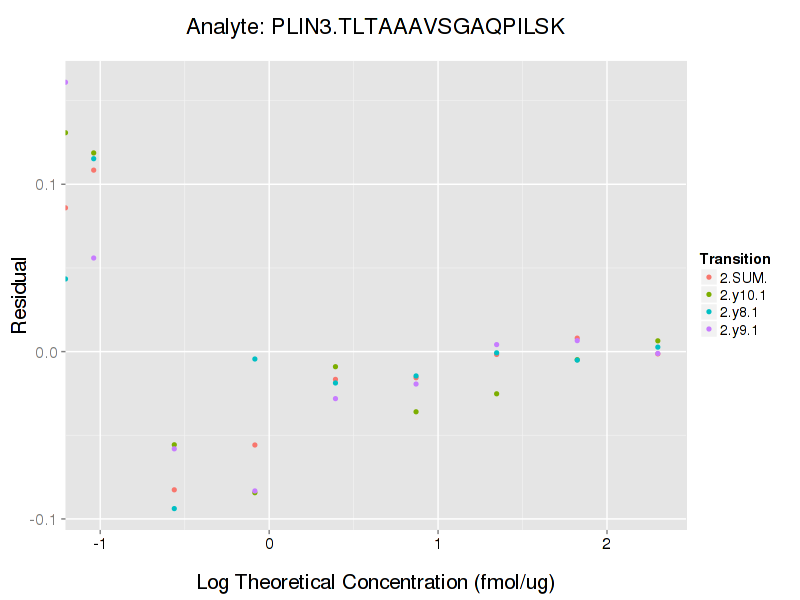 Analyte: PLIN3.TLTAAAVSGAQPILSK
Residual
0.1
0.0
-0.1
-1
0
1
2
Log Theoretical Concentration (fmol/ug)
Transition
2.SUM.
2.y10.1
2.y8.1
2.y9.1